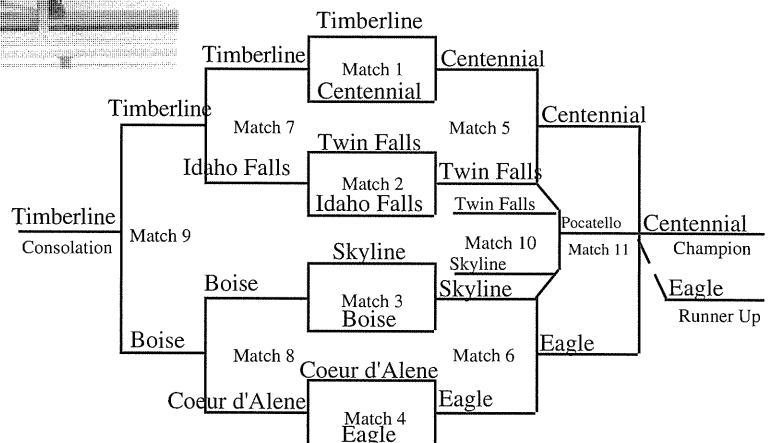 Timberline
Timberline
Match 1
Centennial
Centennial
Timberline
Match 7
Twin Falls
Match 5
Centennial
Idaho Falls
Match 2
Twin Falls
Idaho Falls
Twin Falls
Timberline
Consolation
Match 9
Pocatello
Match 10
Match 11
Centennial
Champion
Skyline
Skyline
Boise
Match 3
Skyline
Boise
Eagle
Runner Up
Boise
Match 8
Coeur d'Alene
Match 6
Eagle
Coeur d'Alene
Match 4
Eagle
Eagle